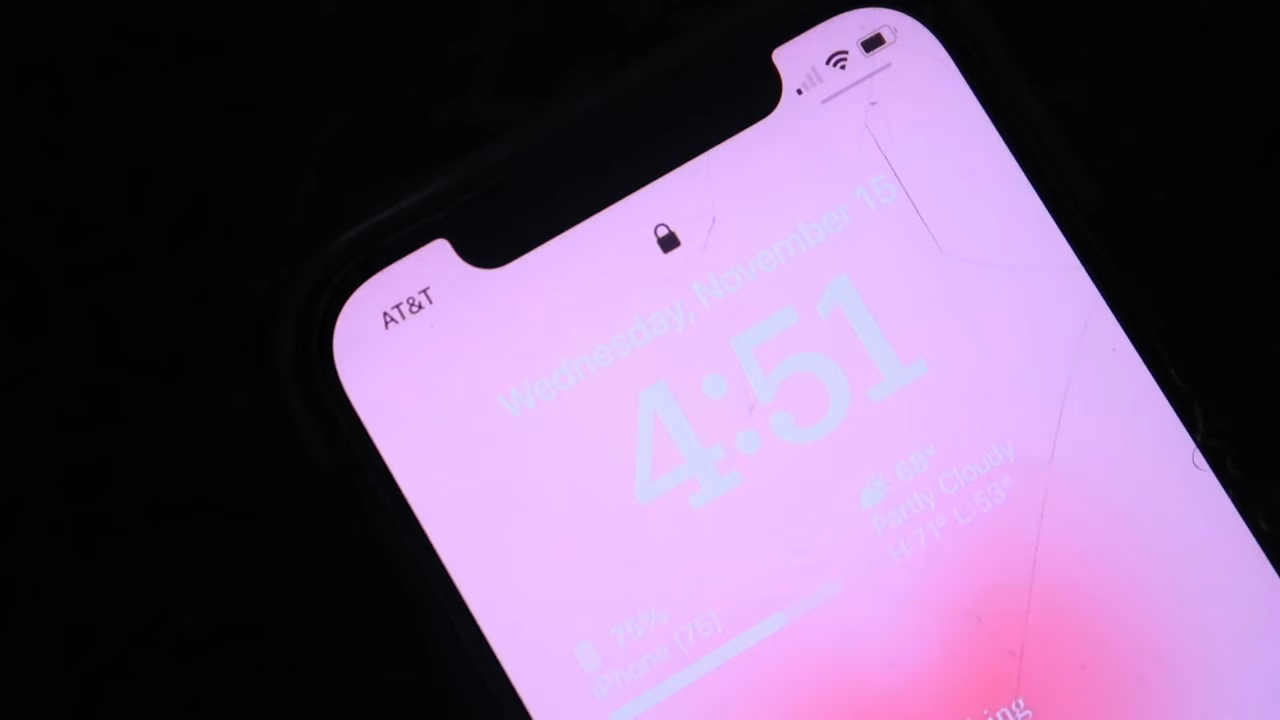 AT&T
Wednesday, November 15
4:51
68°
Partly Cloudy
H:71° L:53°
75%
iPhone (75)